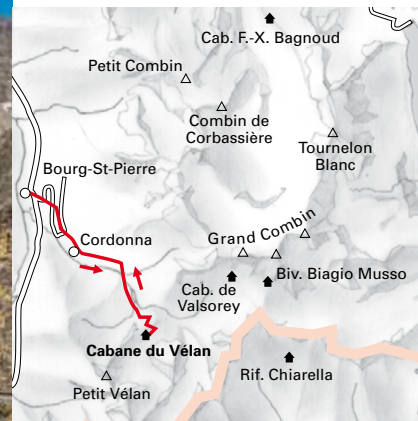 Cab. F.-X. Bagnoud
Petit Combin
Combin de
Corbassière
Tournelon
Blanc
Bourg-St-Pierre
Cordonna
Grand Combin
Cab. de
Valsorey
Biv. Biagio Musso
Cabane du Vélan
Rif. Chiarella
Petit Vélan